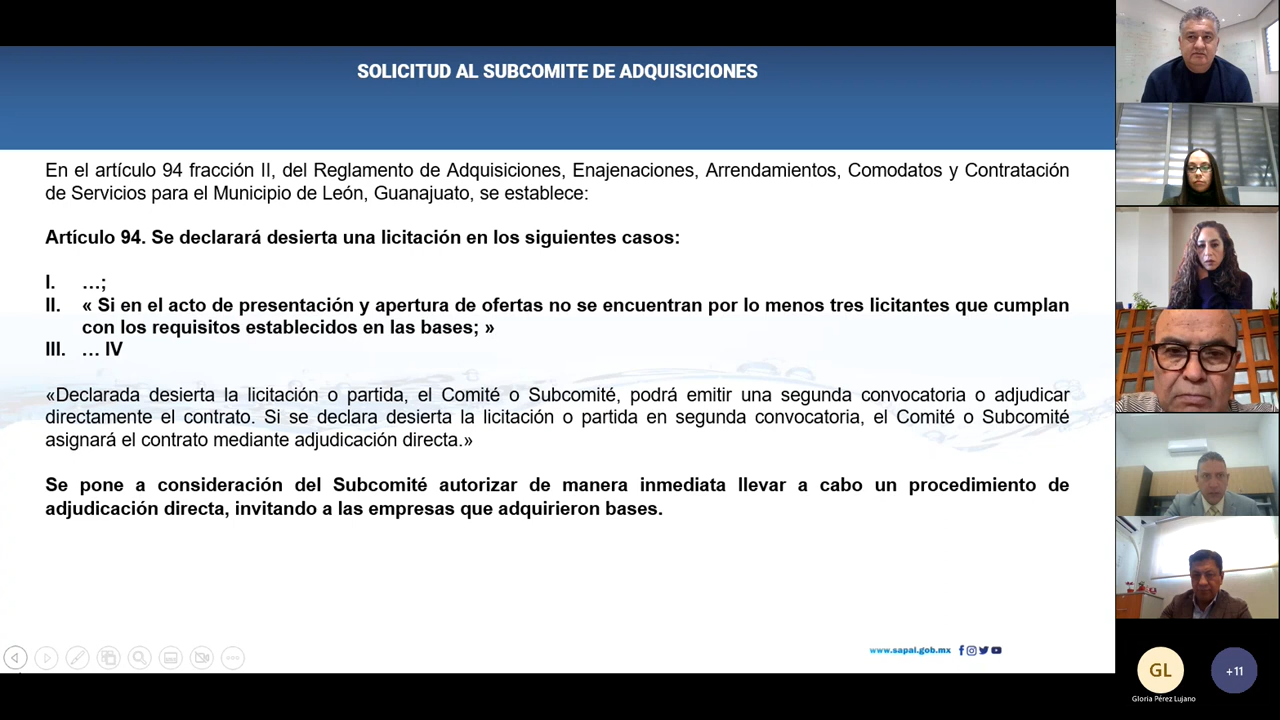 SOLICITUD AL SUBCOMITE DE ADQUISICIONES
En el artículo 94 fracción II, del Reglamento de Adquisiciones, Enajenaciones, Arrendamientos, Comodatos y Contratación
de Servicios para el Municipio de León, Guanajuato, se establece:
Artículo 94. Se declarará desierta una licitación en los siguientes casos:
I. …;
II. « Si en el acto de presentación y apertura de ofertas no se encuentran por lo menos tres licitantes que cumplan
con los requisitos establecidos en las bases; »
III. … IV
«Declarada desierta la licitación o partida, el Comité o Subcomité, podrá emitir una segunda convocatoria o adjudicar
directamente el contrato. Si se declara desierta la licitación o partida en segunda convocatoria, el Comité o Subcomité
asignará el contrato mediante adjudicación directa.»
Se pone a consideración del Subcomité autorizar de manera inmediata llevar a cabo un procedimiento de
adjudicación directa, invitando a las empresas que adquirieron bases.
www.sapal.gob.mx
GL
+11
Gloria Pérez Lujano